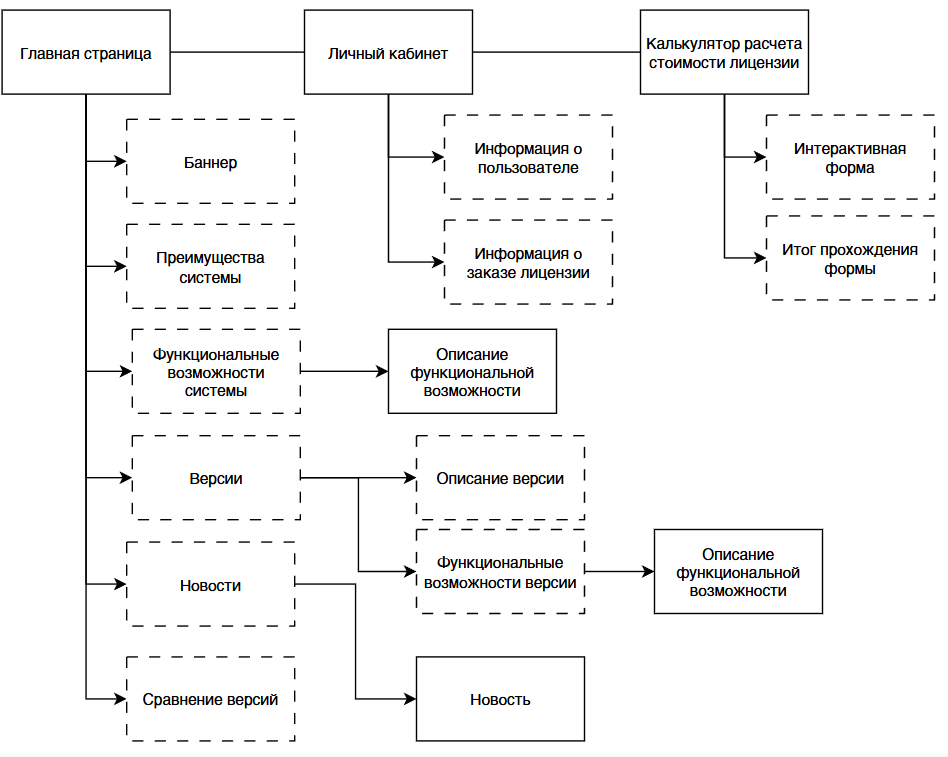 Главная страница
Личный кабинет
Калькулятор расчета
стоимости лицензии
Баннер
Информация о
пользователе
Интерактивная
форма
Преимущества
системы
Информация о
заказе лицензии
Итог прохождения
формы
Функциональные
возможности
системы
Описание
функциональной
возможности
Версии
Описание версии
Функциональные
возможности версии
Описание
функциональной
возможности
Новости
Сравнение версий
Новость